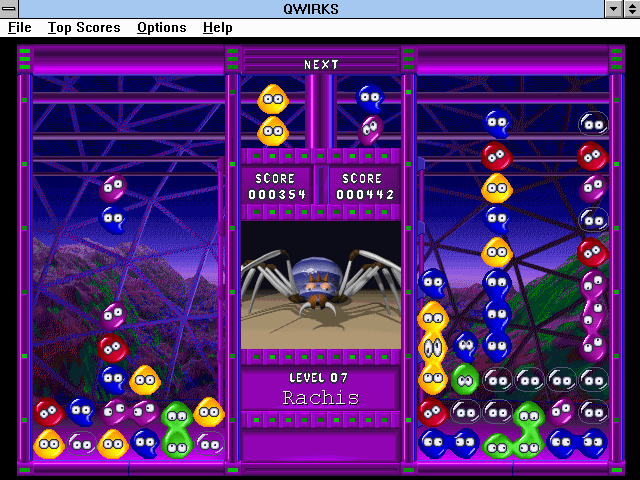 QWIRKS
File Top Scores Options Help
NEXT
SCORE SCORE
000354 000442
LEVEL 07
Rachis